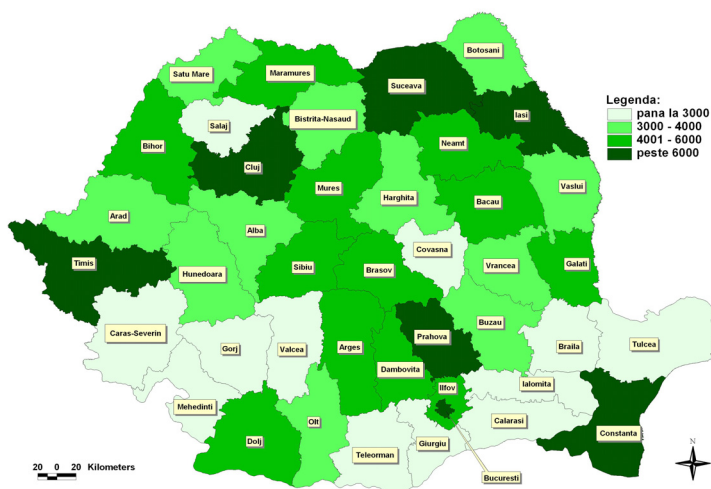 Botosani
Satu Mare
Maramures
Suceava
Legenda:
pana la 3000
3000 - 4000
4001 - 6000
peste 6000
Iasi
Salaj
Bistrita-Nasaud
Bihor
Neamt
Cluj
Mures
Harghita
Vaslui
Bacau
Arad
Alba
Covasna
Timis
Hunedoara
Sibiu
Brasov
Vrancea
Galati
Caras-Severin
Gorj
Valcea
Arges
Prahova
Buzau
Braila
Tulcea
Dambovita
Ilfov
Ialomita
Mehedinti
Olt
Calarasi
Constanta
Dolj
Teleorman
Giurgiu
Bucuresti
N
20 0 20 Kilometers